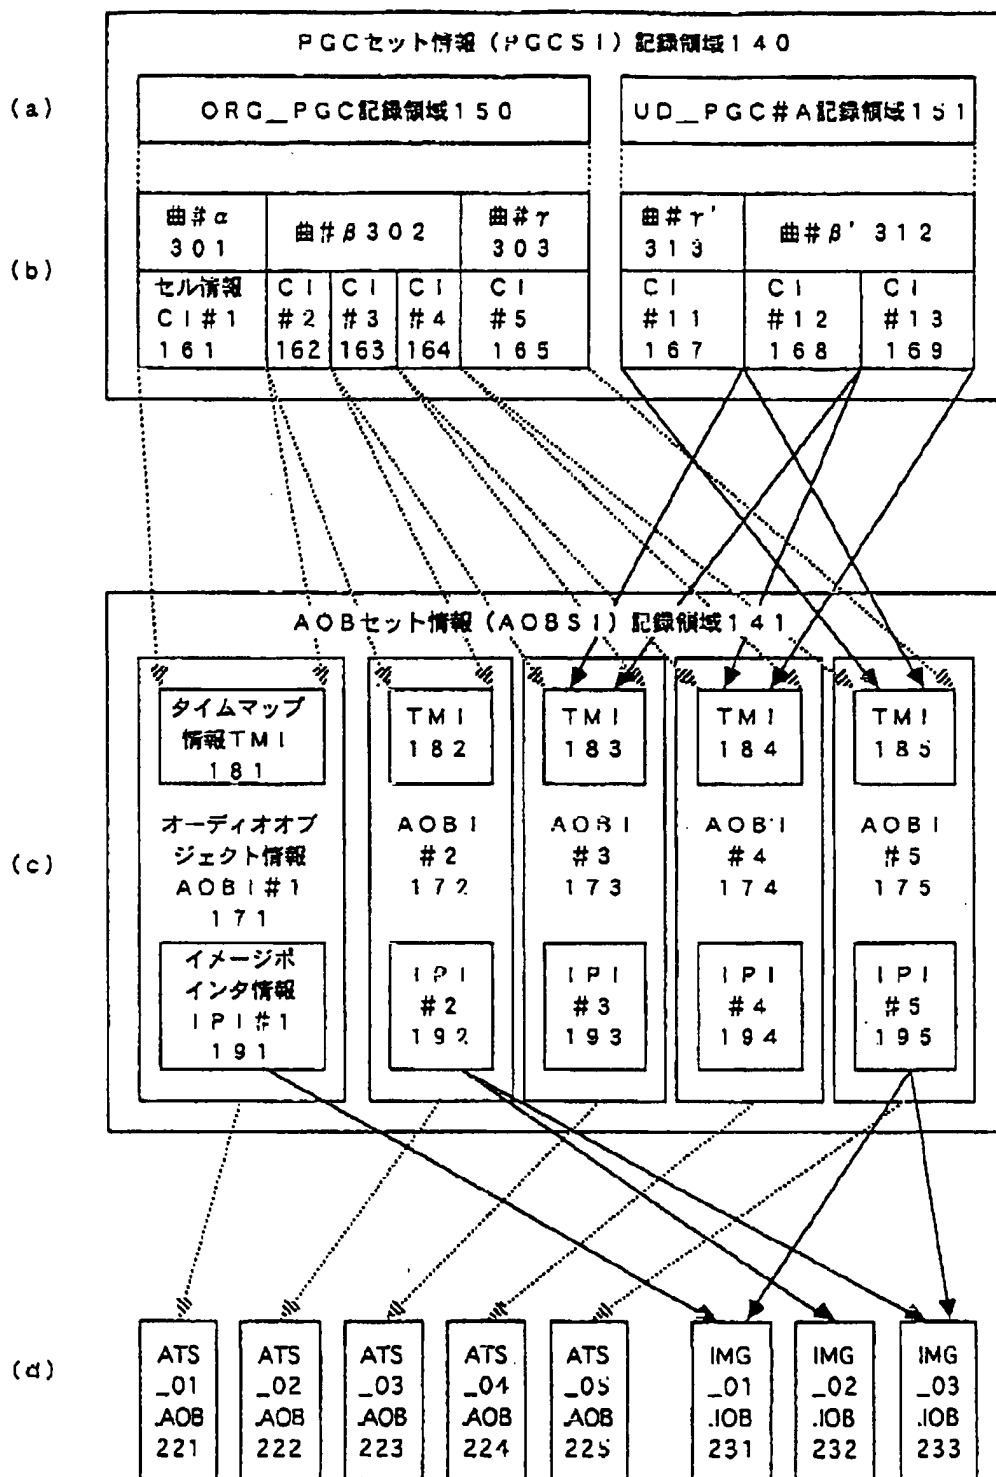 PGCセット情報(PGCSI)記録領域140
(a)
ORG__PGC記録領域150
UD__PGC#A記録領域151
(b)
曲#α
301
曲#β302
曲#γ
303
曲#γ'
313
曲#β' 312
セル情報
CI#1
161
CI
#2
162
CI
#3
163
CI
#4
164
CI
#5
165
CI
#11
167
CI
#12
168
CI
#13
169
AOBセット情報(AOBSI)記録領域141
(c)
タイムマップ
情報TMI
181
TMI
182
TMI
183
TMI
184
TMI
185
オーディオオブ
ジェクト情報
AOBI#1
171
AOBI
#2
172
AOBI
#3
173
AOBI
#4
174
AOBI
#5
175
イメージポ
インタ情報
IPI#1
191
IPI
#2
192
IPI
#3
193
IPI
#4
194
IPI
#5
195
(d)
ATS
_01
.AOB
221
ATS
_02
.AOB
222
ATS
_03
.AOB
223
ATS
_04
.AOB
224
ATS
_05
.AOB
225
IMG
_01
.IOB
231
IMG
_02
.IOB
232
IMG
_03
.IOB
233